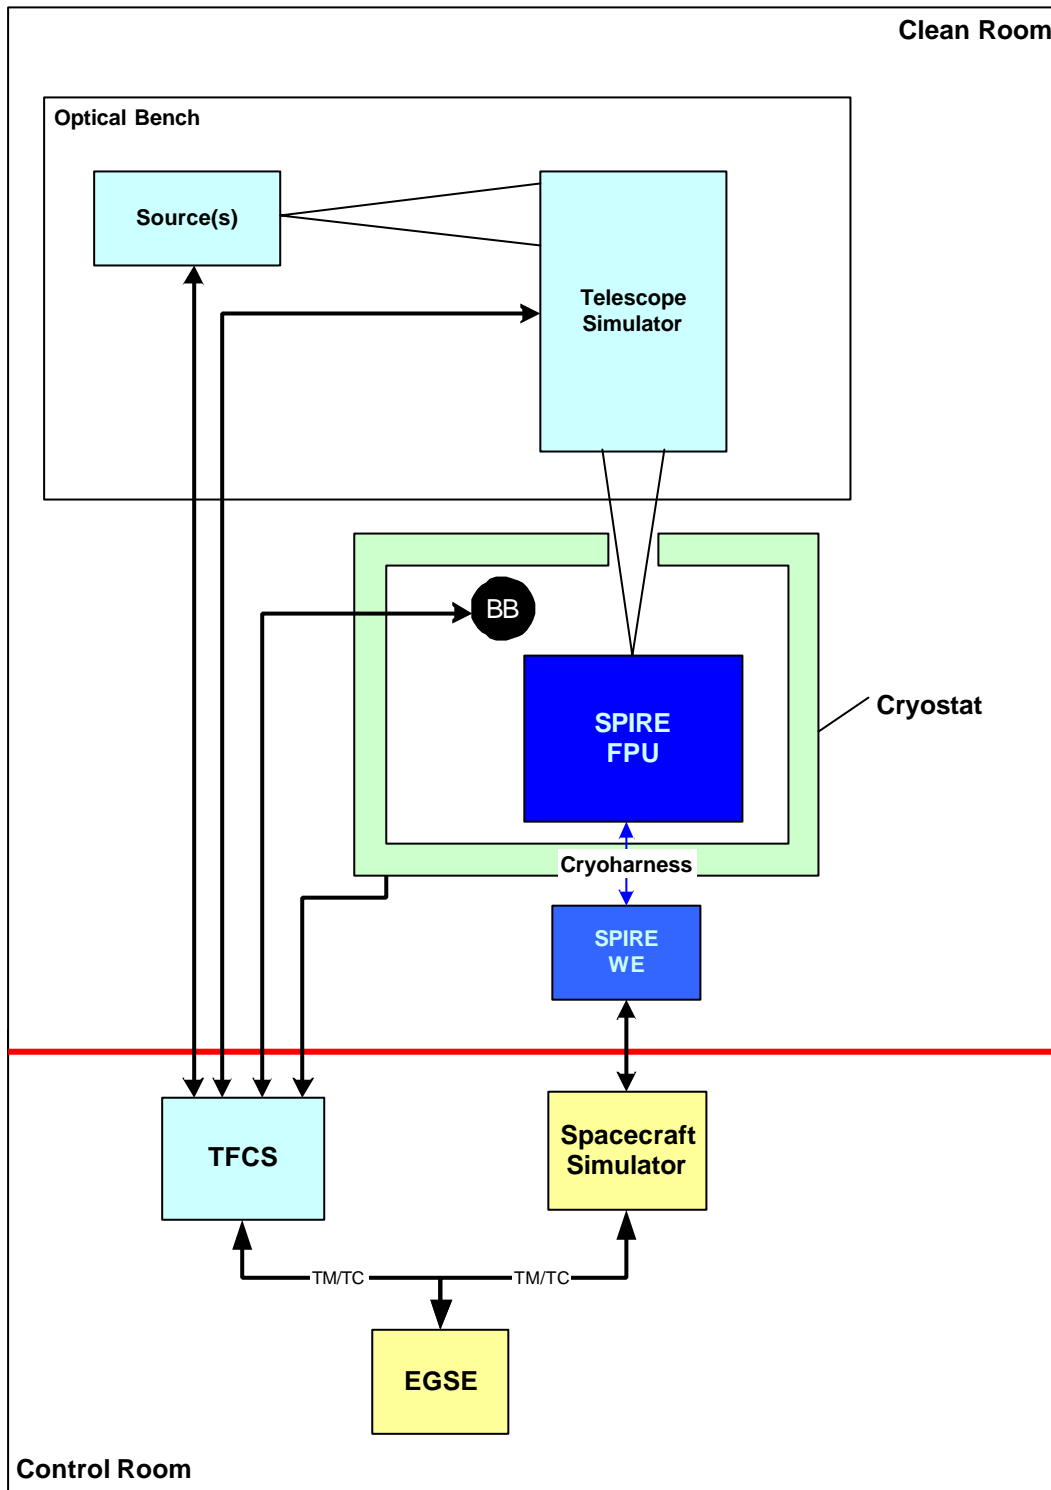 Clean Room
Optical Bench
Source(s)
Telescope
Simulator
BB
SPIRE
FPU
Cryostat
Cryoharness
SPIRE
WE
TFCS
Spacecraft
Simulator
TM/TC
TM/TC
EGSE
Control Room